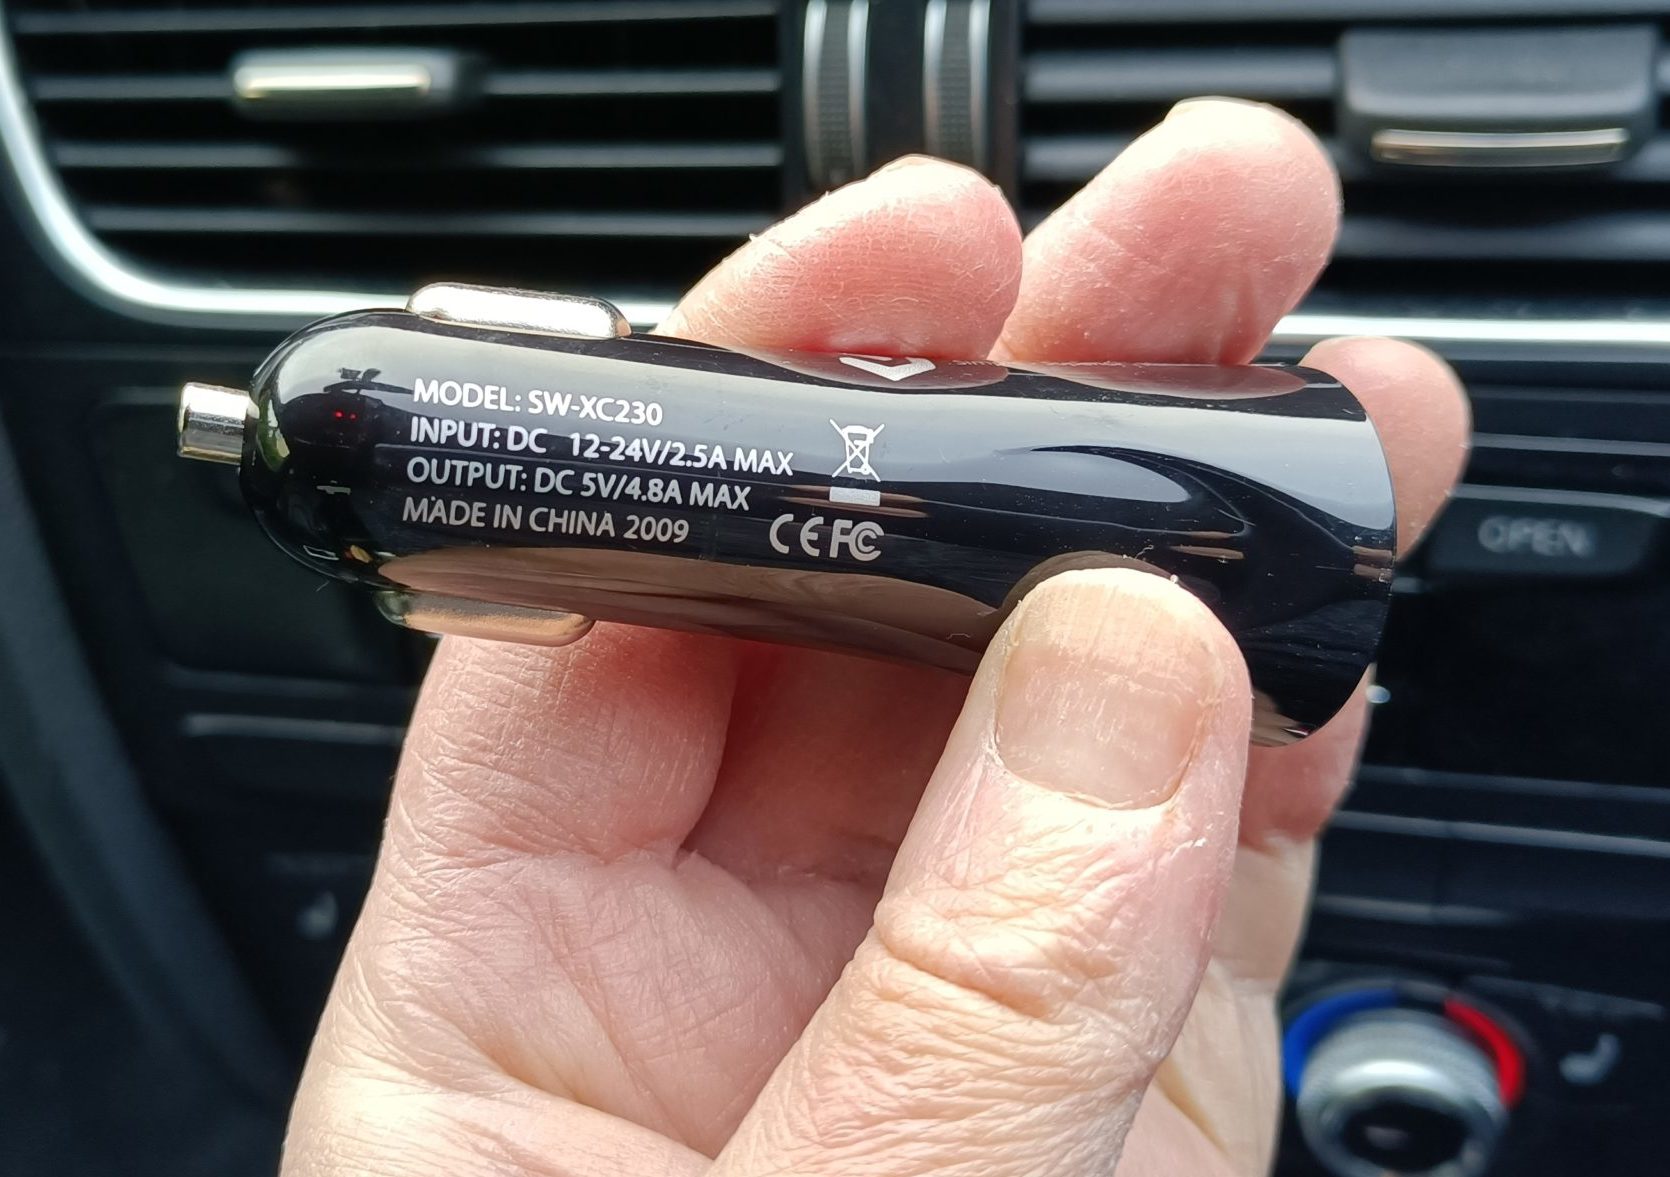 MODEL: SW-XC230
INPUT: DC 12-24V/2.5A MAX
OUTPUT: DC 5V/4.8A MAX
MADE IN CHINA 2009
CE FC
OPEN